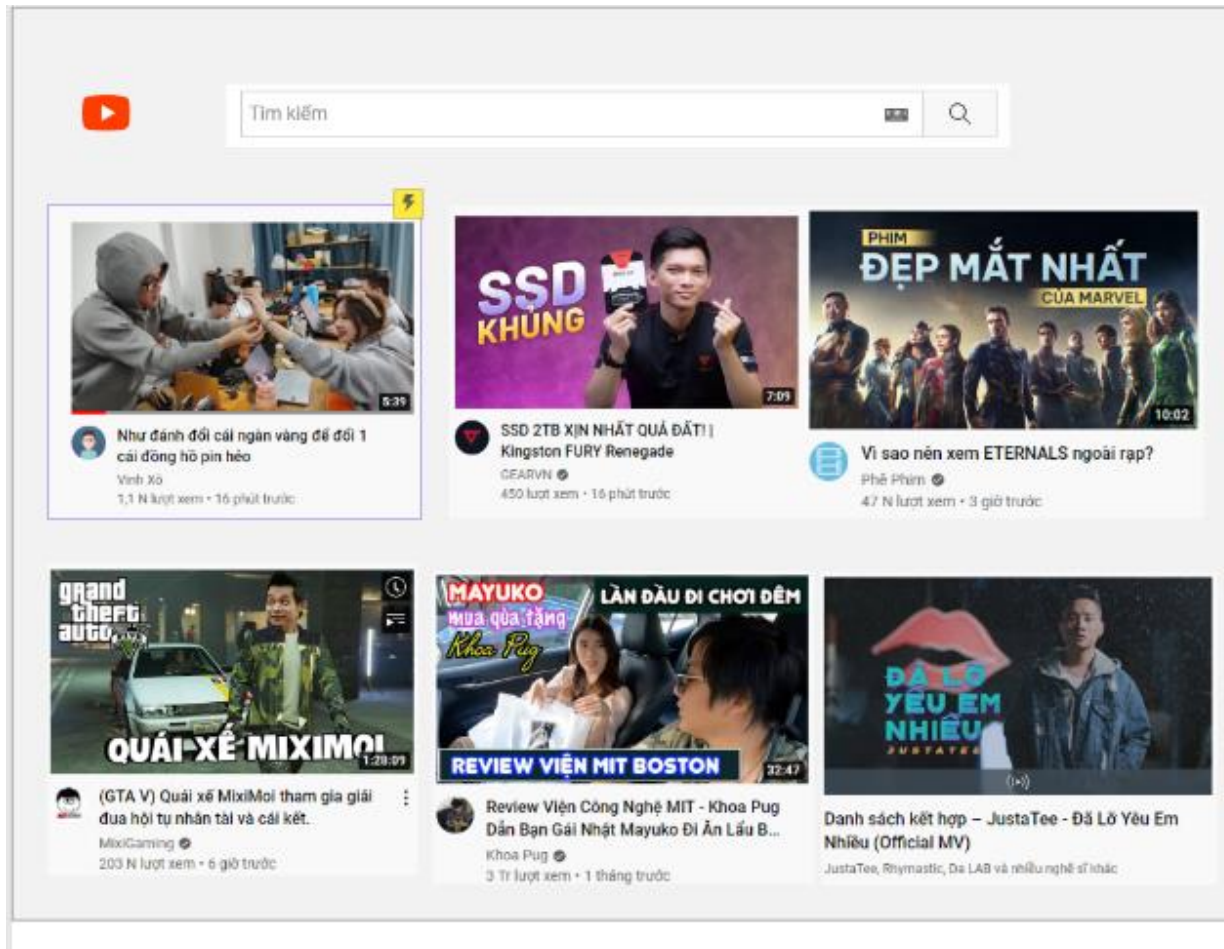 Tìm kiếm
5:39
Như đánh đổi cái ngàn vàng để đổi 1
cái đồng hồ pin héo
Vinh Xô
1,1 N lượt xem • 16 phút trước
SSD
KHỦNG
7:09
SSD 2TB XỊN NHẤT QUẢ ĐẤT! |
Kingston FURY Renegade
GEARVN
450 lượt xem • 16 phút trước
PHIM
ĐẸP MẮT NHẤT
CỦA MARVEL
10:02
Vì sao nên xem ETERNALS ngoài rạp?
Phê Phim
47 N lượt xem • 3 giờ trước
grand
theft
auto
QUÁI XẾ MIXIMOI
1:28:09
(GTA V) Quái xế MixiMoi tham gia giải
đua hội tụ nhân tài và cái kết.
MixiGaming
203 N lượt xem • 6 giờ trước
MAYUKO
mua qùa tặng
Khoa Pug
LẦN ĐẦU ĐI CHƠI ĐÊM
REVIEW VIỆN MIT BOSTON
32:47
Review Viện Công Nghệ MIT - Khoa Pug
Dẫn Bạn Gái Nhật Mayuko Đi Ăn Lẩu B...
Khoa Pug
3 Tr lượt xem • 1 tháng trước
ĐÃ LỠ
YÊU EM
NHIỀU
JUSTATEE
Danh sách kết hợp – JustaTee - Đã Lỡ Yêu Em
Nhiều (Official MV)
JustaTee, Rhymastic, Da LAB và nhiều nghệ sĩ khác